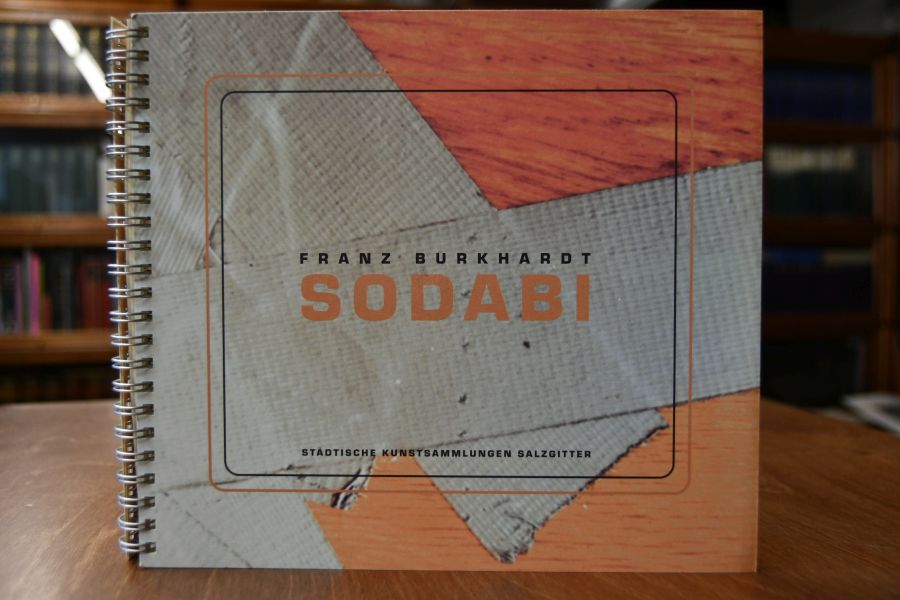 FRANZ BURKHARDT
SODABI
STÄDTISCHE KUNSTSAMMLUNGEN SALZGITTER